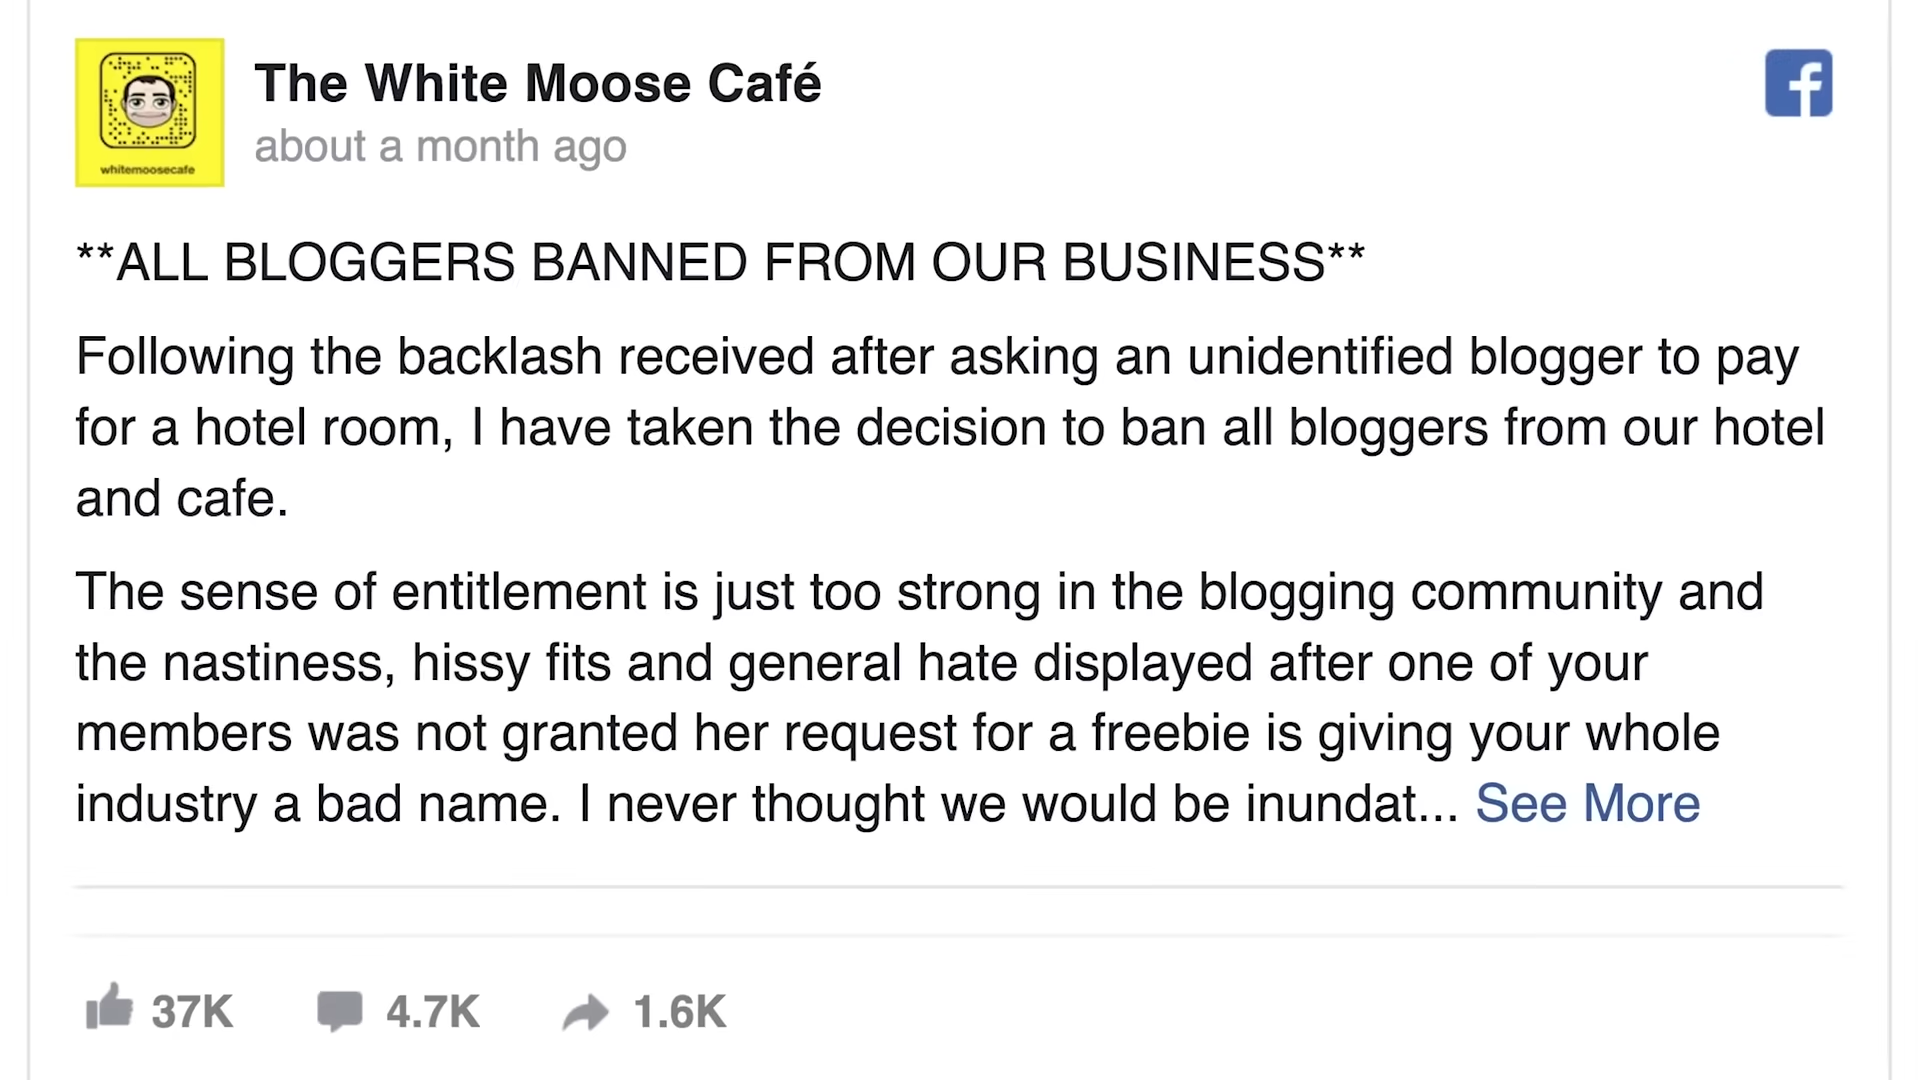 The White Moose Café
about a month ago
whitemoosecafe
**ALL BLOGGERS BANNED FROM OUR BUSINESS**
Following the backlash received after asking an unidentified blogger to pay
for a hotel room, I have taken the decision to ban all bloggers from our hotel
and cafe.
The sense of entitlement is just too strong in the blogging community and
the nastiness, hissy fits and general hate displayed after one of your
members was not granted her request for a freebie is giving your whole
industry a bad name. I never thought we would be inundat... See More
37K 4.7K 1.6K